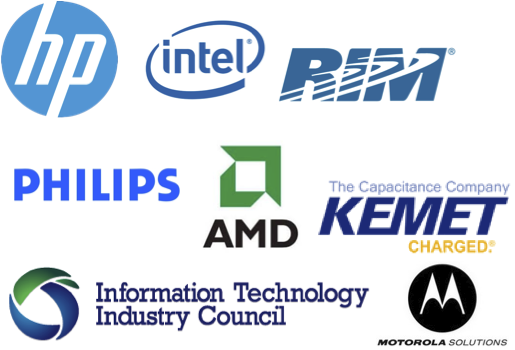 hp
intel®
RIM®
PHILIPS
AMD
The Capacitance Company
KEMET
CHARGED.®
Information Technology
Industry Council
MOTOROLA SOLUTIONS